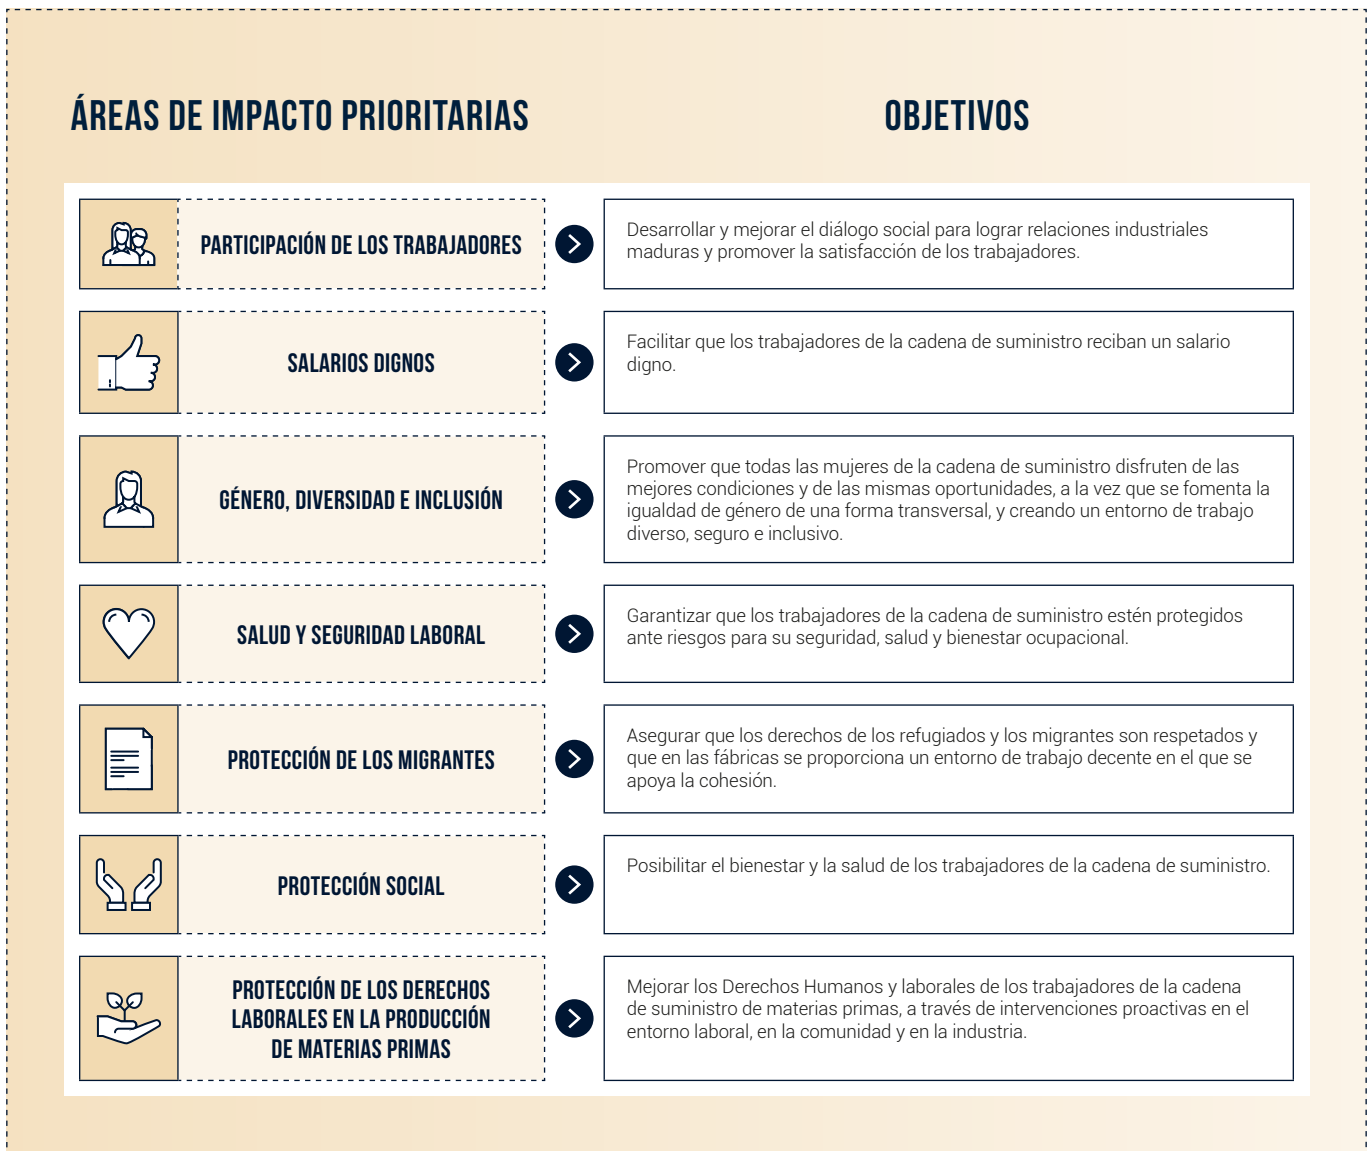 ÁREAS DE IMPACTO PRIORITARIAS
OBJETIVOS
PARTICIPACIÓN DE LOS TRABAJADORES
Desarrollar y mejorar el diálogo social para lograr relaciones industriales
maduras y promover la satisfacción de los trabajadores.
SALARIOS DIGNOS
Facilitar que los trabajadores de la cadena de suministro reciban un salario
digno.
GÉNERO, DIVERSIDAD E INCLUSIÓN
Promover que todas las mujeres de la cadena de suministro disfruten de las
mejores condiciones y de las mismas oportunidades, a la vez que se fomenta la
igualdad de género de una forma transversal, y creando un entorno de trabajo
diverso, seguro e inclusivo.
SALUD Y SEGURIDAD LABORAL
Garantizar que los trabajadores de la cadena de suministro estén protegidos
ante riesgos para su seguridad, salud y bienestar ocupacional.
PROTECCIÓN DE LOS MIGRANTES
Asegurar que los derechos de los refugiados y los migrantes son respetados y
que en las fábricas se proporciona un entorno de trabajo decente en el que se
apoya la cohesión.
PROTECCIÓN SOCIAL
Posibilitar el bienestar y la salud de los trabajadores de la cadena de suministro.
PROTECCIÓN DE LOS DERECHOS
LABORALES EN LA PRODUCCIÓN
DE MATERIAS PRIMAS
Mejorar los Derechos Humanos y laborales de los trabajadores de la cadena
de suministro de materias primas, a través de intervenciones proactivas en el
entorno laboral, en la comunidad y en la industria.